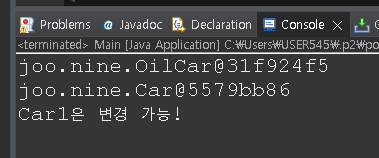 Problems @ Javadoc Declaration Console
<terminated> Main [Java Application] C:₩Users₩USER545₩.p2₩po
joo.nine.OilCar@31f924f5
joo.nine.Car@5579bb86
Car1은 변경 가능!